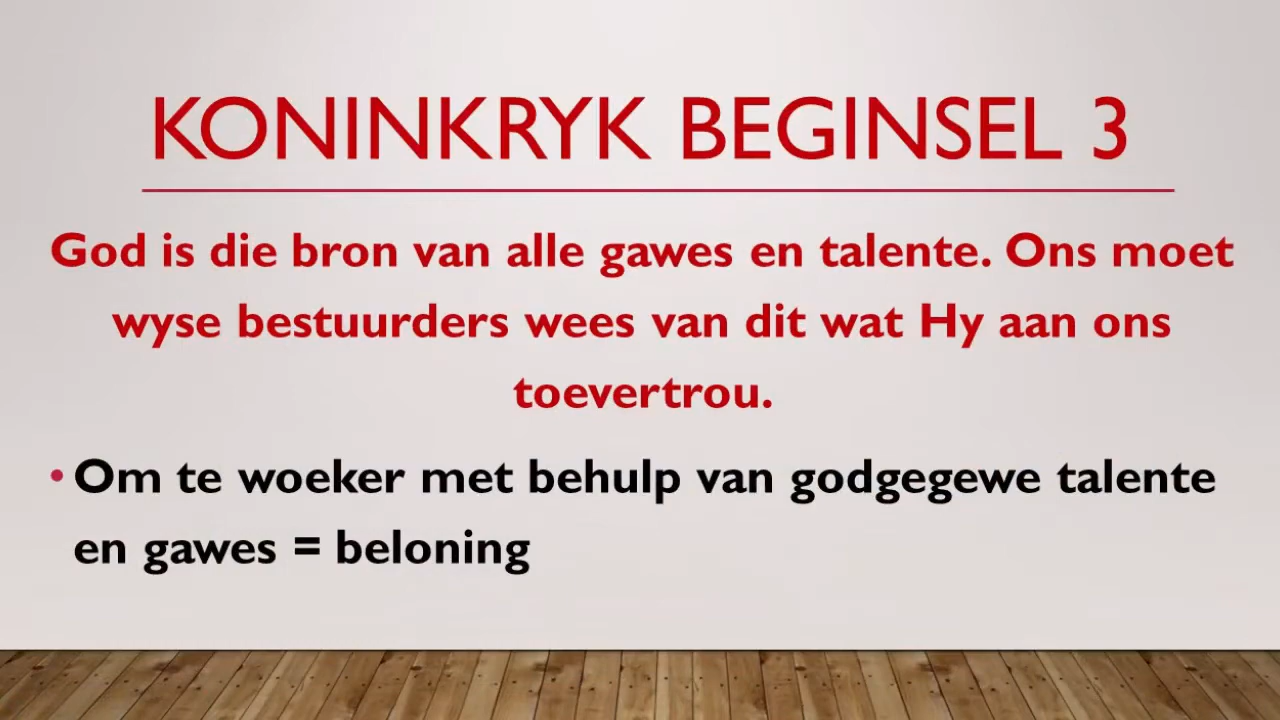 KONINKRYK BEGINSEL 3
God is die bron van alle gawes en talente. Ons moet
wyse bestuurders wees van dit wat Hy aan ons
toevertrou.
• Om te woeker met behulp van godgegewe talente
en gawes = beloning